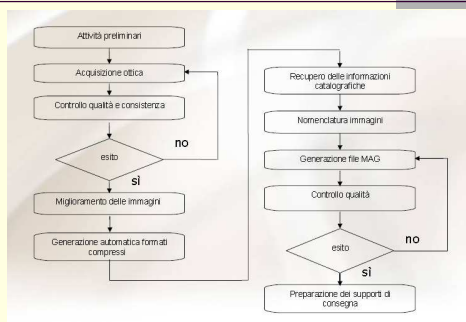 Attività preliminari
Acquisizione ottica
Controllo qualità e consistenza
esito
no
sì
Miglioramento delle immagini
Generazione automatica formati
compressi
Recupero delle informazioni
catalografiche
Nomenclatura immagini
Generazione file MAG
Controllo qualità
esito
no
sì
Preparazione dei supporti di
consegna